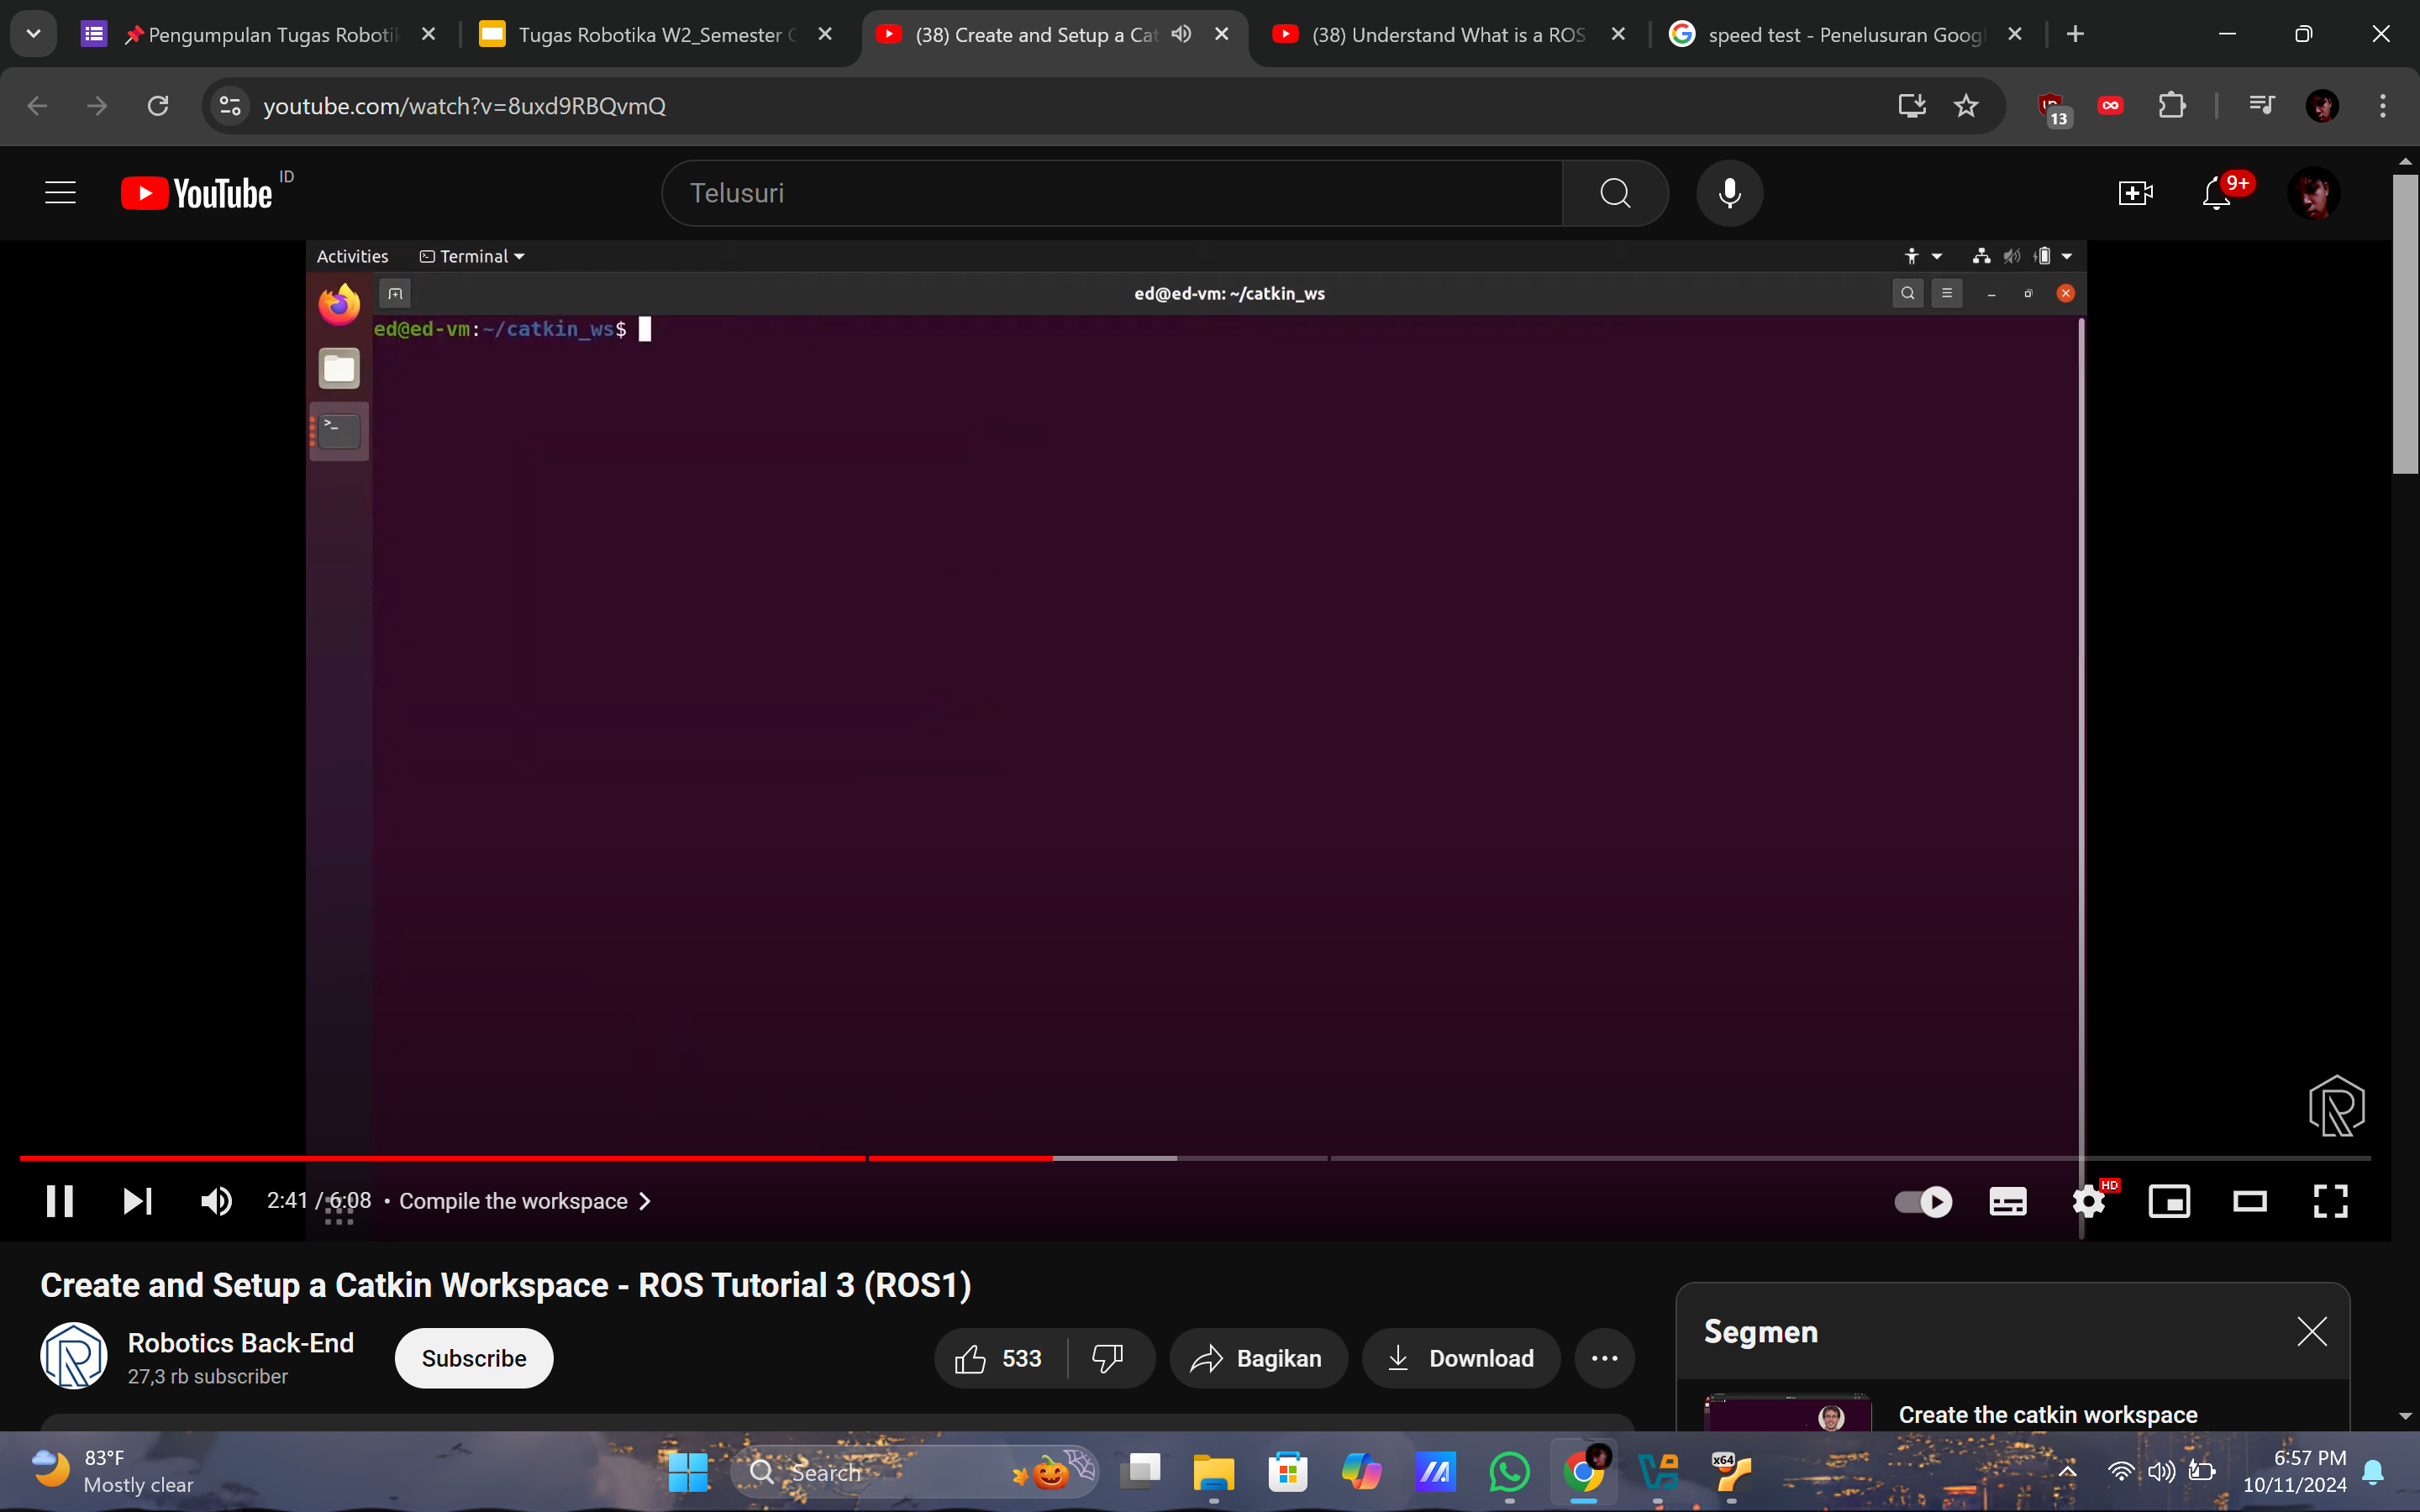 📌 Pengumpulan Tugas Roboti
Tugas Robotika W2_Semester G
(38) Create and Setup a Cat
(38) Understand What is a ROS
speed test - Penelusuran Goog
youtube.com/watch?v=8uxd9RBQvmQ
13
YouTube ID
Telusuri
9+
Activities
Terminal
ed@ed-vm: ~/catkin_ws
ed@ed-vm:~/catkin_ws$
2:41 / 6:08 • Compile the workspace
HD
Create and Setup a Catkin Workspace - ROS Tutorial 3 (ROS1)
Robotics Back-End
27,3 rb subscriber
Subscribe
533
Bagikan
Download
Segmen
Create the catkin workspace
83°F
Mostly clear
Search
x64
6:57 PM
10/11/2024